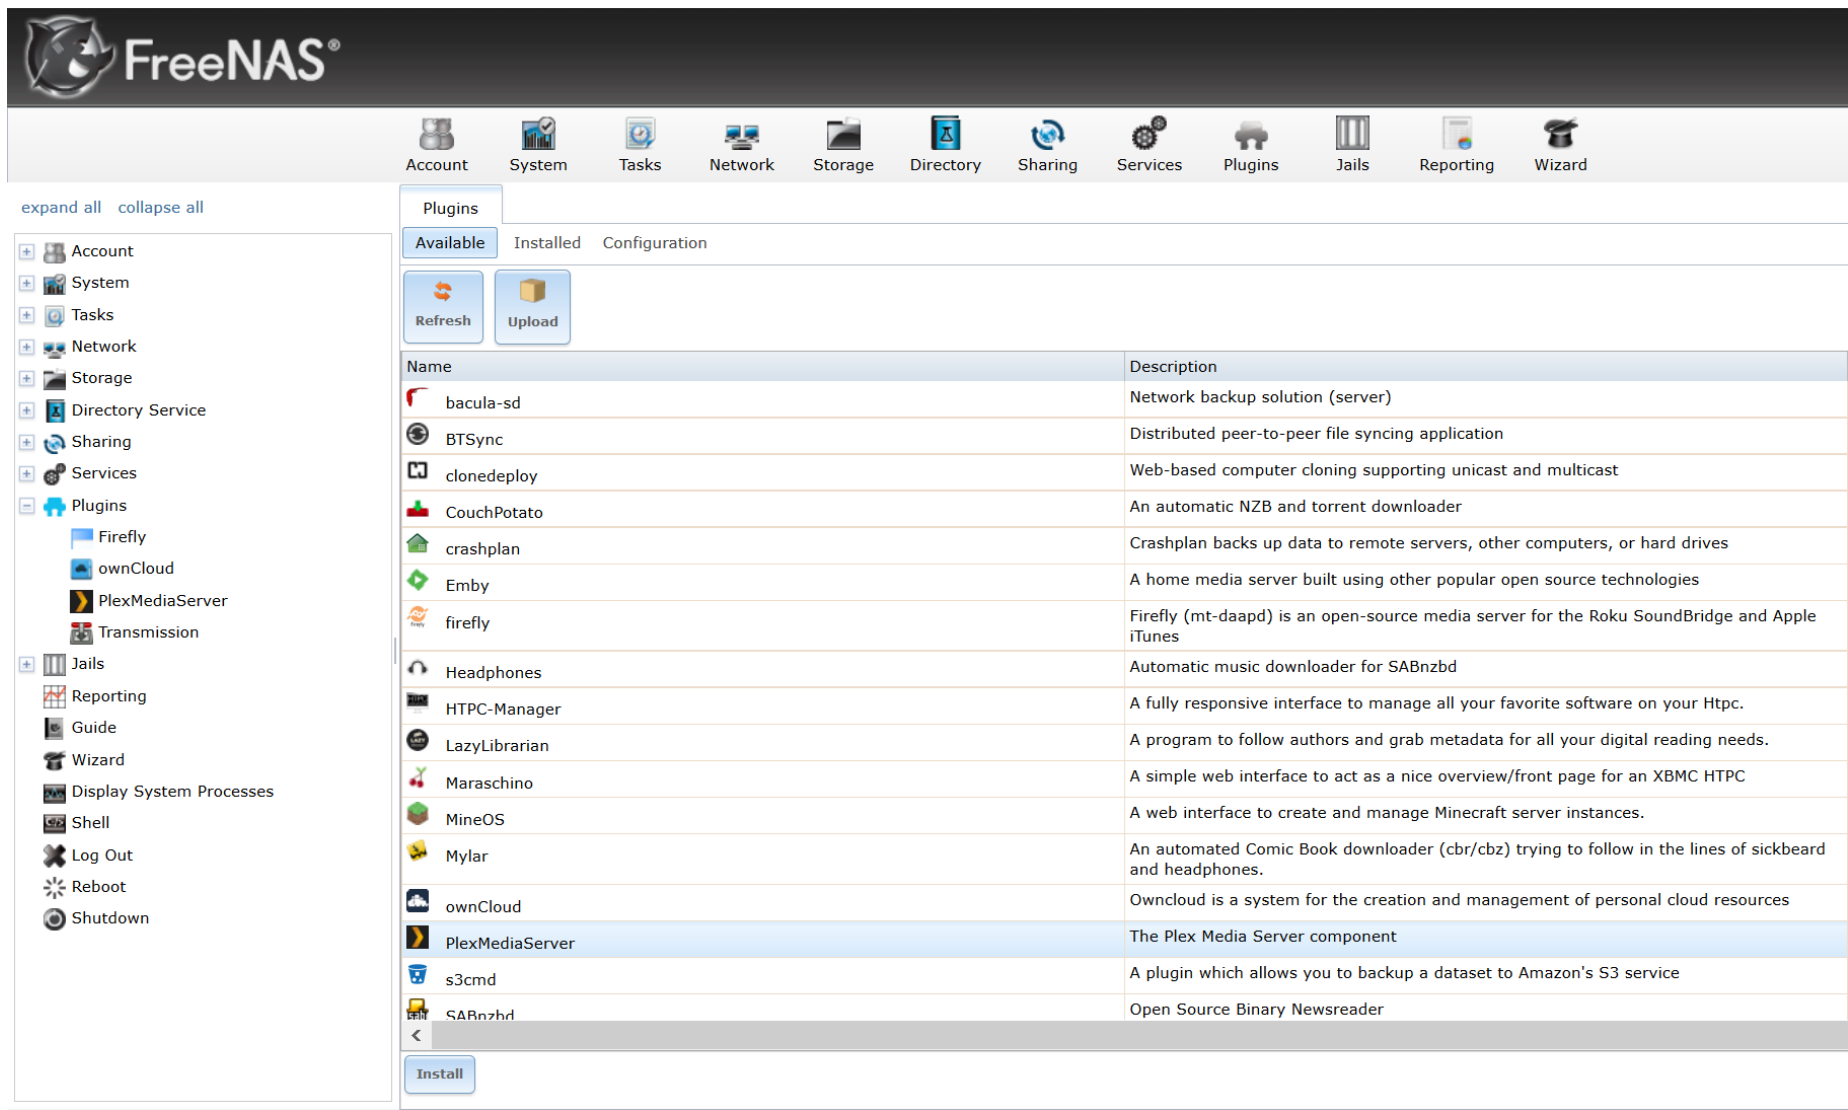 FreeNAS®
Account System Tasks Network Storage Directory Sharing Services Plugins Jails Reporting Wizard
expand all collapse all
Account
System
Tasks
Network
Storage
Directory Service
Sharing
Services
Plugins
Firefly
ownCloud
PlexMediaServer
Transmission
Jails
Reporting
Guide
Wizard
Display System Processes
Shell
Log Out
Reboot
Shutdown
Plugins
Available Installed Configuration
Refresh Upload
Name Description
bacula-sd Network backup solution (server)
BTSync Distributed peer-to-peer file syncing application
clonedeploy Web-based computer cloning supporting unicast and multicast
CouchPotato An automatic NZB and torrent downloader
crashplan Crashplan backs up data to remote servers, other computers, or hard drives
Emby A home media server built using other popular open source technologies
firefly Firefly (mt-daapd) is an open-source media server for the Roku SoundBridge and Apple
iTunes
Headphones Automatic music downloader for SABnzbd
HTPC-Manager A fully responsive interface to manage all your favorite software on your Htpc.
LazyLibrarian A program to follow authors and grab metadata for all your digital reading needs.
Maraschino A simple web interface to act as a nice overview/front page for an XBMC HTPC
MineOS A web interface to create and manage Minecraft server instances.
Mylar An automated Comic Book downloader (cbr/cbz) trying to follow in the lines of sickbeard
and headphones.
ownCloud Owncloud is a system for the creation and management of personal cloud resources
PlexMediaServer The Plex Media Server component
s3cmd A plugin which allows you to backup a dataset to Amazon's S3 service
SABnzbd Open Source Binary Newsreader
Install